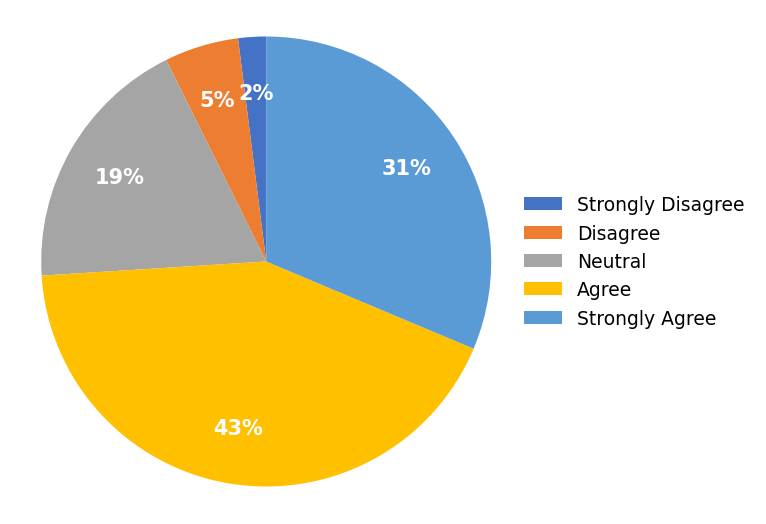 2%
5%
31%
19%
43%
Strongly Disagree
Disagree
Neutral
Agree
Strongly Agree